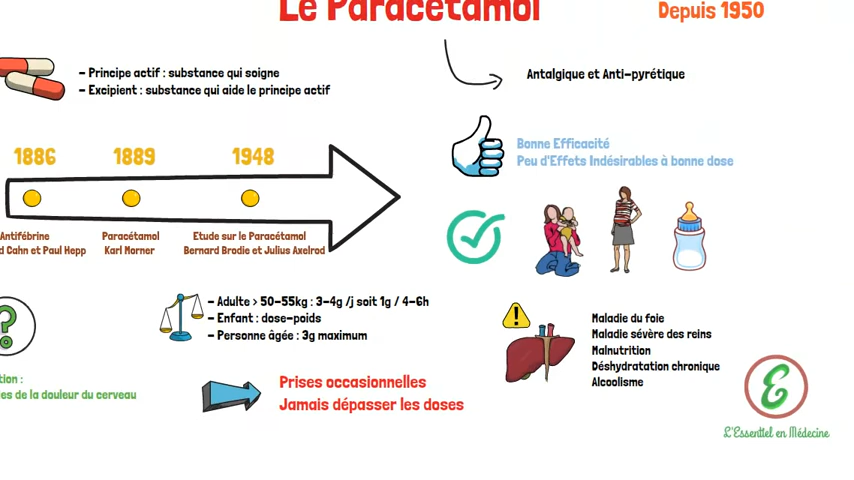 Le Paracétamol
Depuis 1950
– Principe actif : substance qui soigne
– Excipient : substance qui aide le principe actif
Antalgique et Anti-pyrétique
Bonne Efficacité
Peu d'Effets Indésirables à bonne dose
1886
1889
1948
Antifébrine
Cahn et Paul Hepp
Paracétamol
Karl Morner
Etude sur le Paracétamol
Bernard Brodie et Julius Axelrod
– Adulte > 50-55kg : 3-4g /j soit 1g / 4-6h
– Enfant : dose-poids
– Personne âgée : 3g maximum
Maladie du foie
Maladie sévère des reins
Malnutrition
Déshydratation chronique
Alcoolisme
tion :
es de la douleur du cerveau
Prises occasionnelles
Jamais dépasser les doses
E
L'Essentiel en Médecine